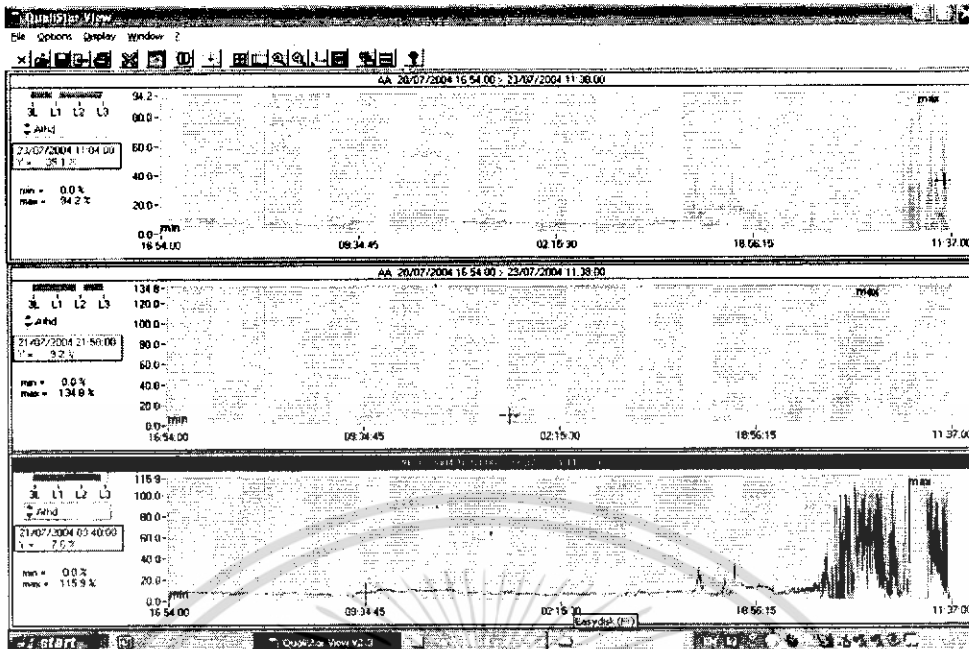 QualiStar View
File Options Display Window ?
AA 20/07/2004 16:54:00 > 23/07/2004 11:38:00
3L L1 L2 L3
Athd
23/07/2004 11:04:00
min = 0.0 %
max = 94.2 %
94.2
80.0
60.0
40.0
20.0
0.0
min
max
16:54:00 09:34:45 02:15:30 18:56:15 11:37:00
AA 20/07/2004 16:54:00 > 23/07/2004 11:38:00
3L L1 L2 L3
Athd
21/07/2004 21:50:00
Y = 9.2 %
min = 0.0 %
max = 134.8 %
134.8
120.0
100.0
80.0
60.0
40.0
20.0
0.0
min
max
16:54:00 09:34:45 02:15:30 18:56:15 11:37:00
3L L1 L2 L3
Athd
21/07/2004 03:40:00
Y = 7.6 %
min = 0.0 %
max = 115.9 %
115.9
100.0
80.0
60.0
40.0
20.0
0.0
max
16:54:00 09:34:45 02:15:30 18:56:15 11:37:00
Easydisk (F:)
start
QualiStar View v2.3